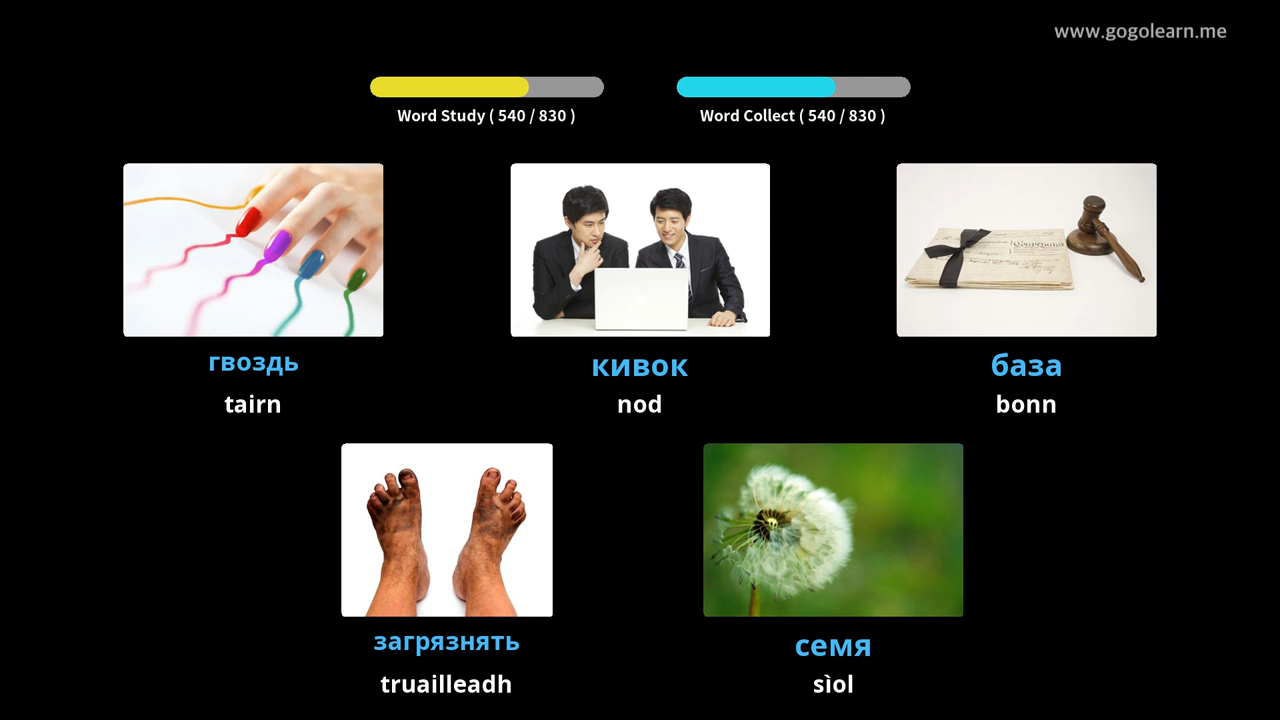 www.gogolearn.me
Word Study ( 540 / 830 )
Word Collect ( 540 / 830 )
гвоздь
tairn
кивок
nod
база
bonn
загрязнять
truailleadh
семя
sìol